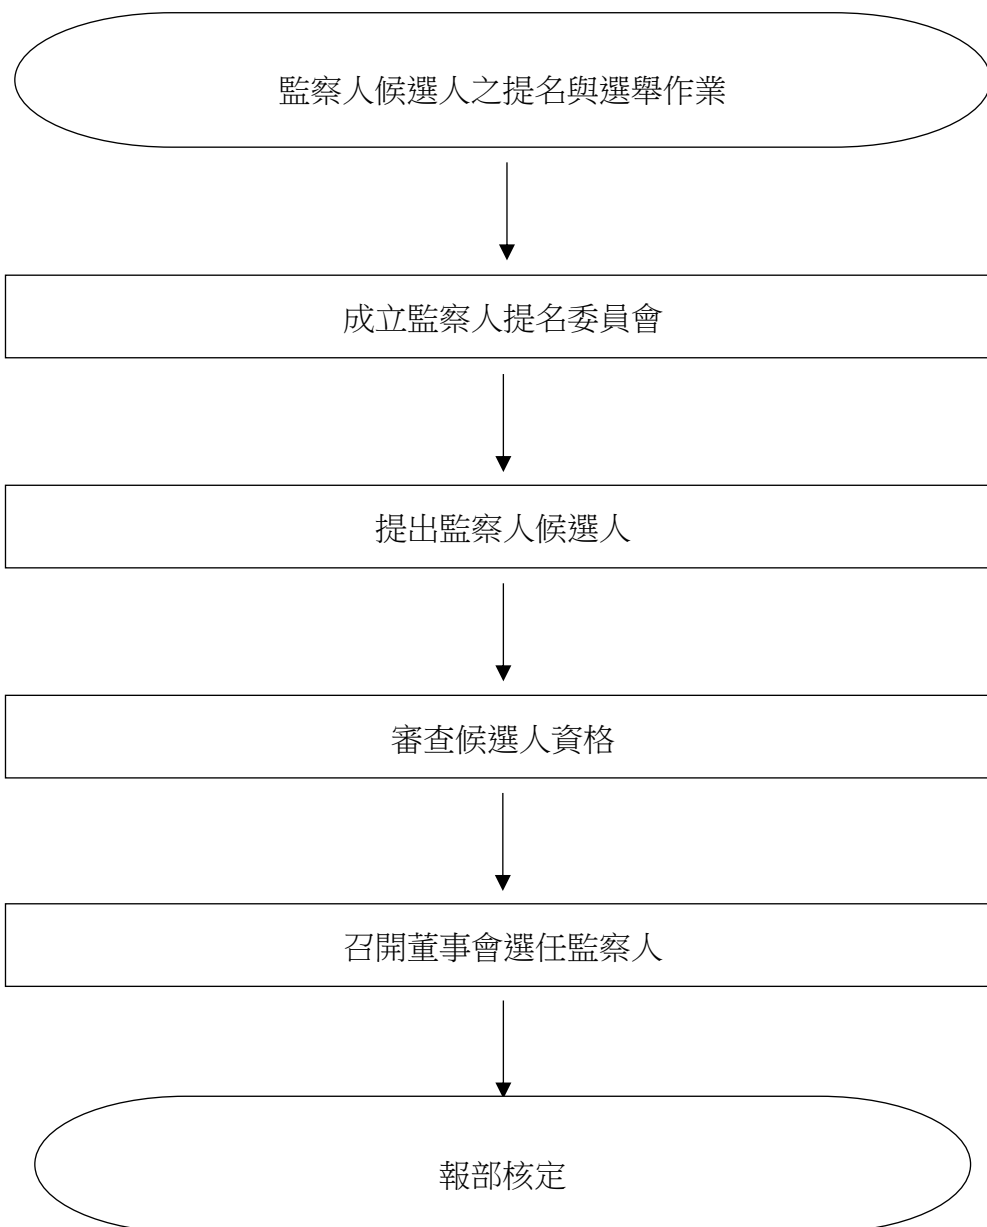 監察人候選人之提名與選舉作業
成立監察人提名委員會
提出監察人候選人
審查候選人資格
召開董事會選任監察人
報部核定